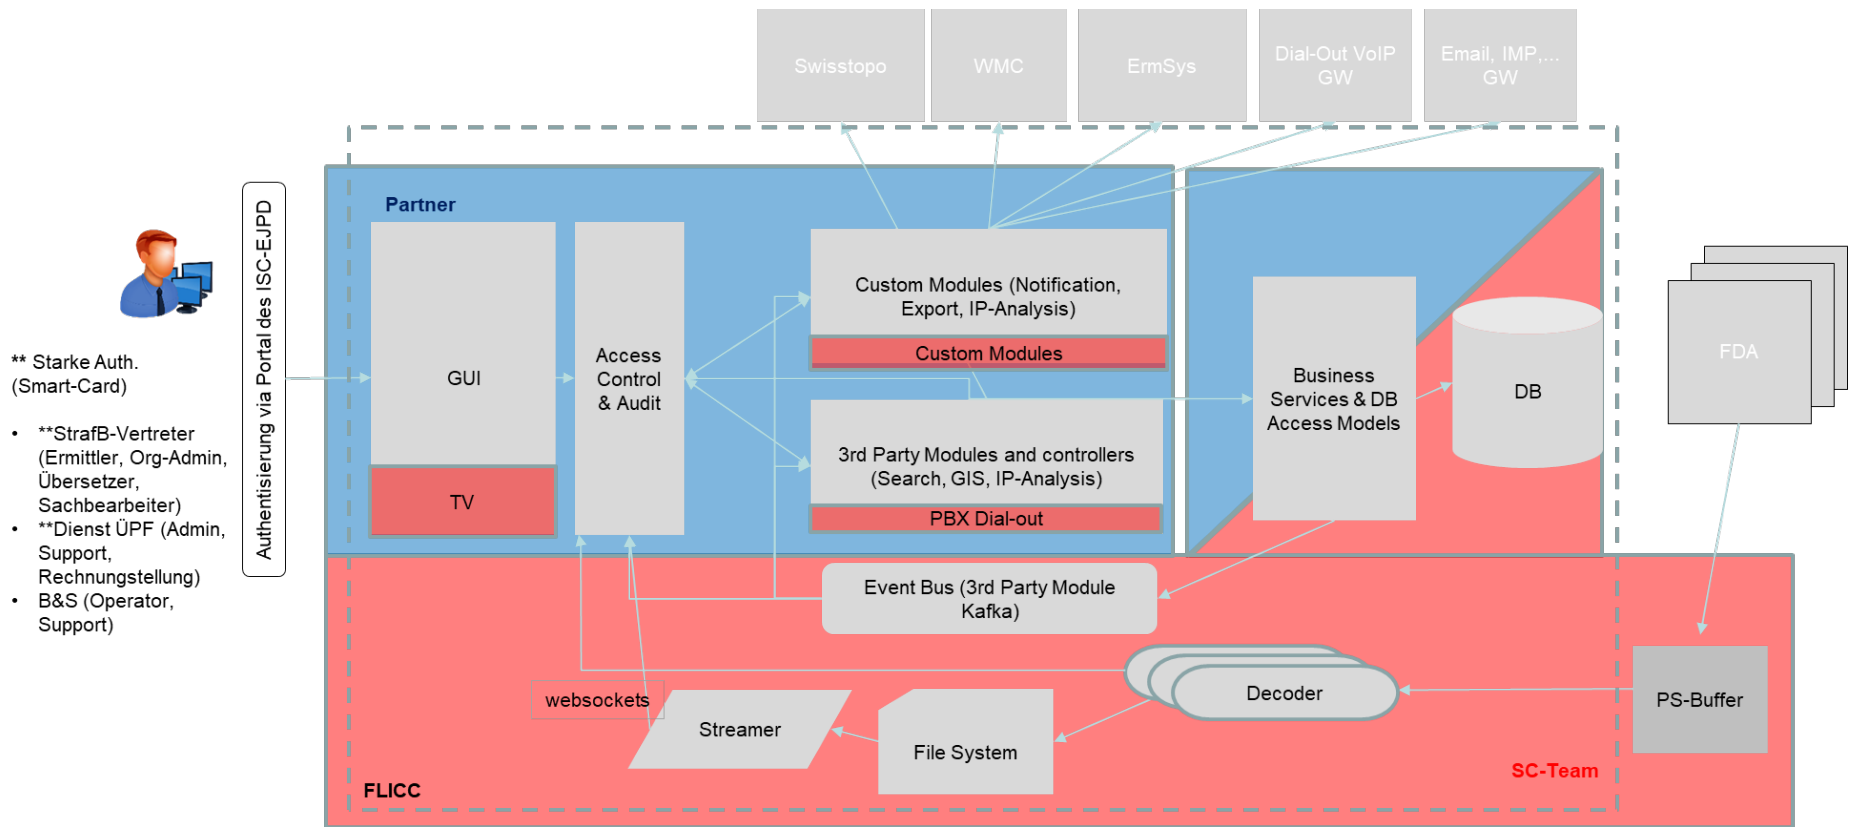 Swisstopo
WMC
ErmSys
Dial-Out VoIP
GW
Email, IMP,...
GW
Partner
Authentisierung via Portal des ISC-EJPD
** Starke Auth.
(Smart-Card)
• **StrafB-Vertreter
(Ermittler, Org-Admin,
Übersetzer,
Sachbearbeiter)
• **Dienst ÜPF (Admin,
Support,
Rechnungstellung)
• B&S (Operator,
Support)
GUI
TV
Access
Control
& Audit
Custom Modules (Notification,
Export, IP-Analysis)
Custom Modules
3rd Party Modules and controllers
(Search, GIS, IP-Analysis)
PBX Dial-out
Business
Services & DB
Access Models
DB
FDA
Event Bus (3rd Party Module
Kafka)
websockets
Streamer
File System
Decoder
PS-Buffer
SC-Team
FLICC